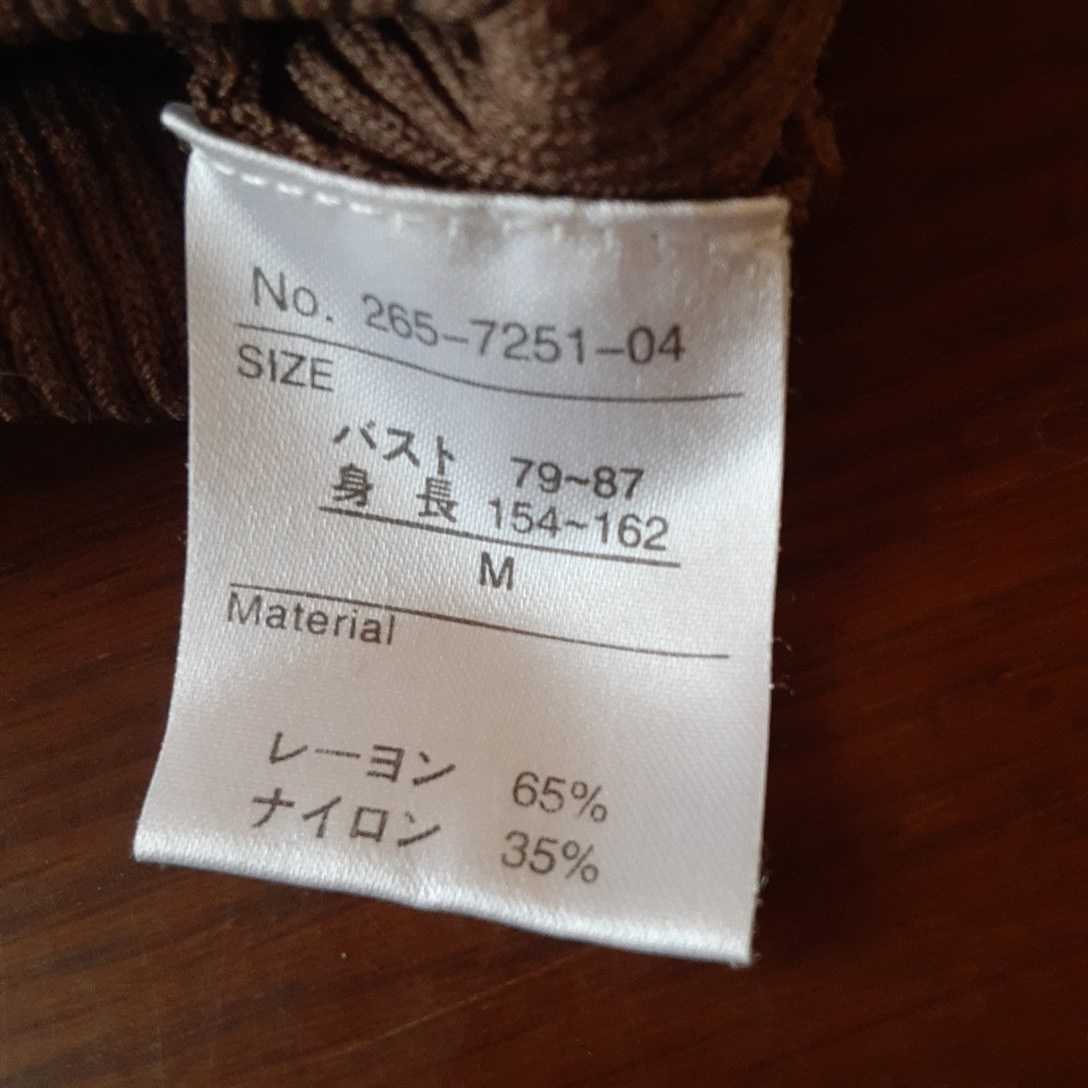 No. 265-7251-04
SIZE
バスト 79~87
身 長 154~162
M
Material
レーヨン 65%
ナイロン 35%